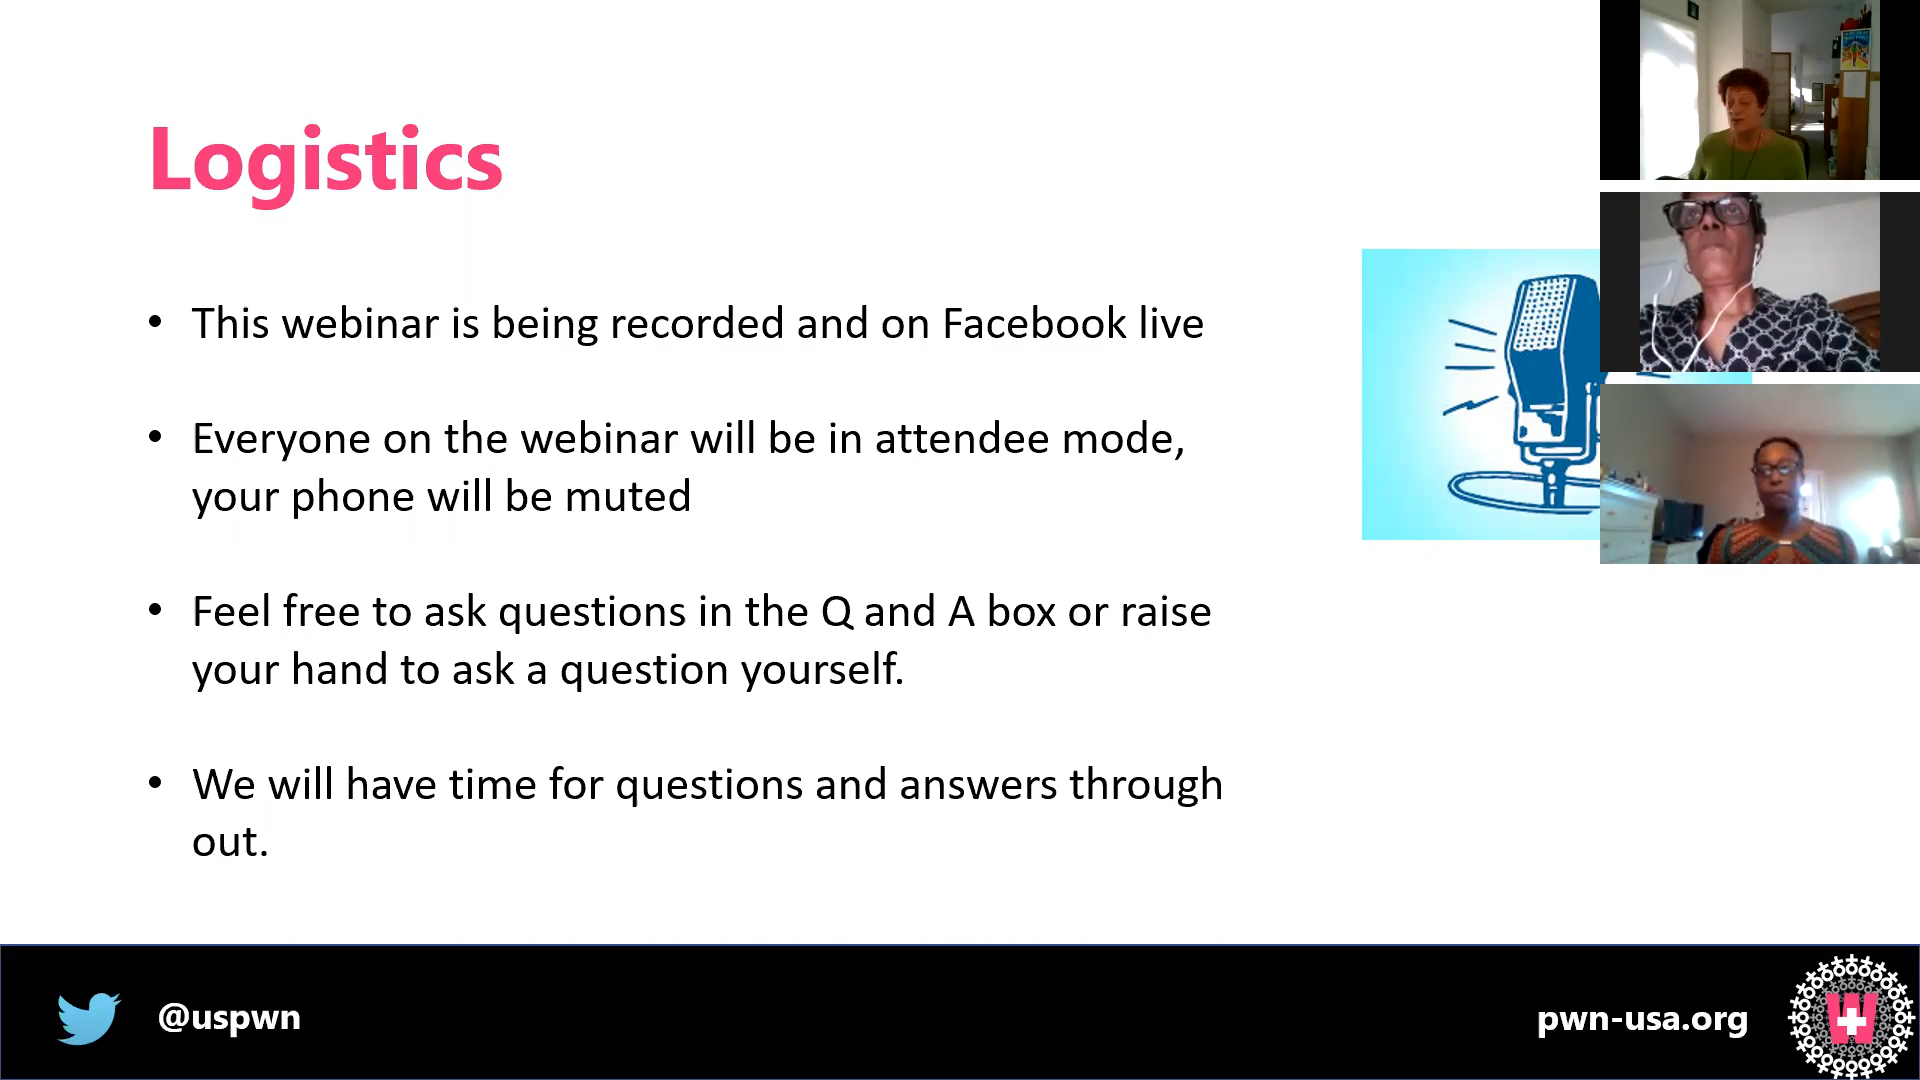 Logistics
• This webinar is being recorded and on Facebook live
• Everyone on the webinar will be in attendee mode,
your phone will be muted
• Feel free to ask questions in the Q and A box or raise
your hand to ask a question yourself.
• We will have time for questions and answers through
out.
@uspwn
pwn-usa.org
W